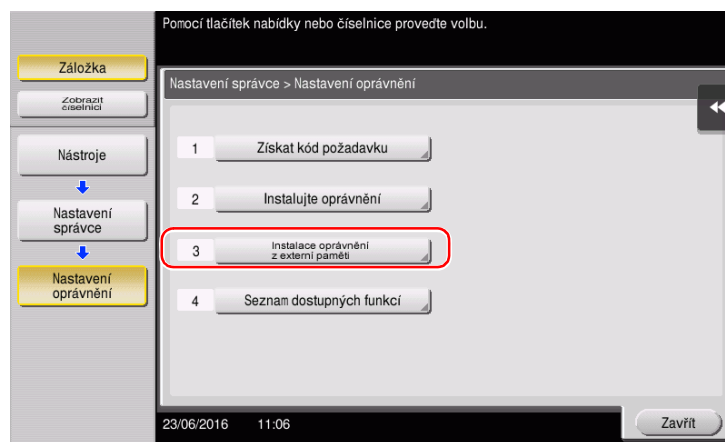 Pomocí tlačítek nabídky nebo číselnice proveďte volbu.
Záložka
Zobrazit
číselnici
Nástroje
Nastavení
správce
Nastavení
oprávnění
Nastavení správce > Nastavení oprávnění
1 Získat kód požadavku
2 Instalujte oprávnění
3 Instalace oprávnění
z externí paměti
4 Seznam dostupných funkcí
23/06/2016 11:06
Zavřít